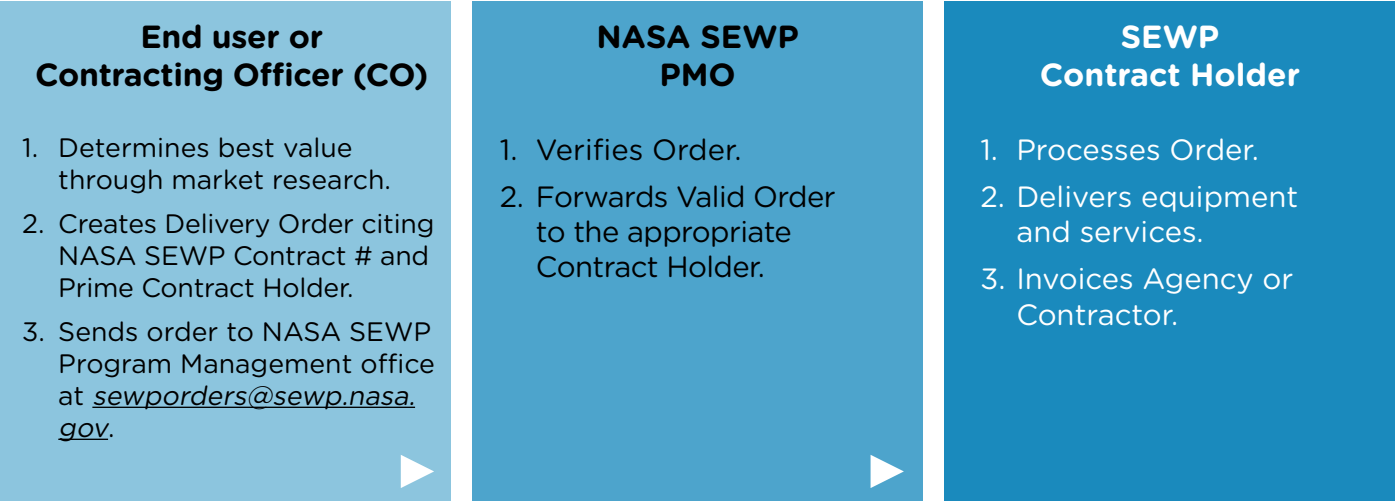 End user or
Contracting Officer (CO)
1. Determines best value
through market research.
2. Creates Delivery Order citing
NASA SEWP Contract # and
Prime Contract Holder.
3. Sends order to NASA SEWP
Program Management office
at sewporders@sewp.nasa.
gov.
NASA SEWP
PMO
1. Verifies Order.
2. Forwards Valid Order
to the appropriate
Contract Holder.
SEWP
Contract Holder
1. Processes Order.
2. Delivers equipment
and services.
3. Invoices Agency or
Contractor.